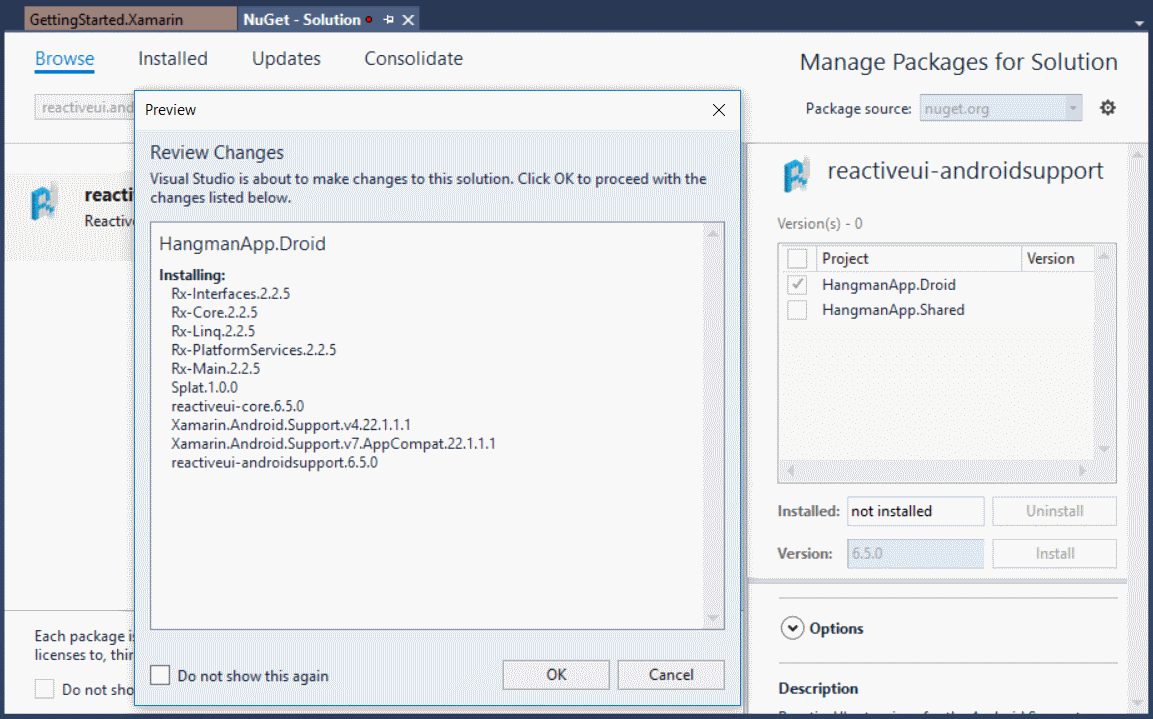 GettingStarted.Xamarin
NuGet - Solution
Browse Installed Updates Consolidate
Manage Packages for Solution
reactiveui.and
Package source: nuget.org
Preview
Review Changes
Visual Studio is about to make changes to this solution. Click OK to proceed with the
changes listed below.
HangmanApp.Droid
Installing:
Rx-Interfaces.2.2.5
Rx-Core.2.2.5
Rx-Linq.2.2.5
Rx-PlatformServices.2.2.5
Rx-Main.2.2.5
Splat.1.0.0
reactiveui-core.6.5.0
Xamarin.Android.Support.v4.22.1.1.1
Xamarin.Android.Support.v7.AppCompat.22.1.1.1
reactiveui-androidsupport.6.5.0
Do not show this again
OK
Cancel
reacti
Reactive
Each package is
licenses to, thir
Do not sho
reactiveui-androidsupport
Version(s) - 0
Project Version
HangmanApp.Droid
HangmanApp.Shared
Installed: not installed Uninstall
Version: 6.5.0 Install
Options
Description